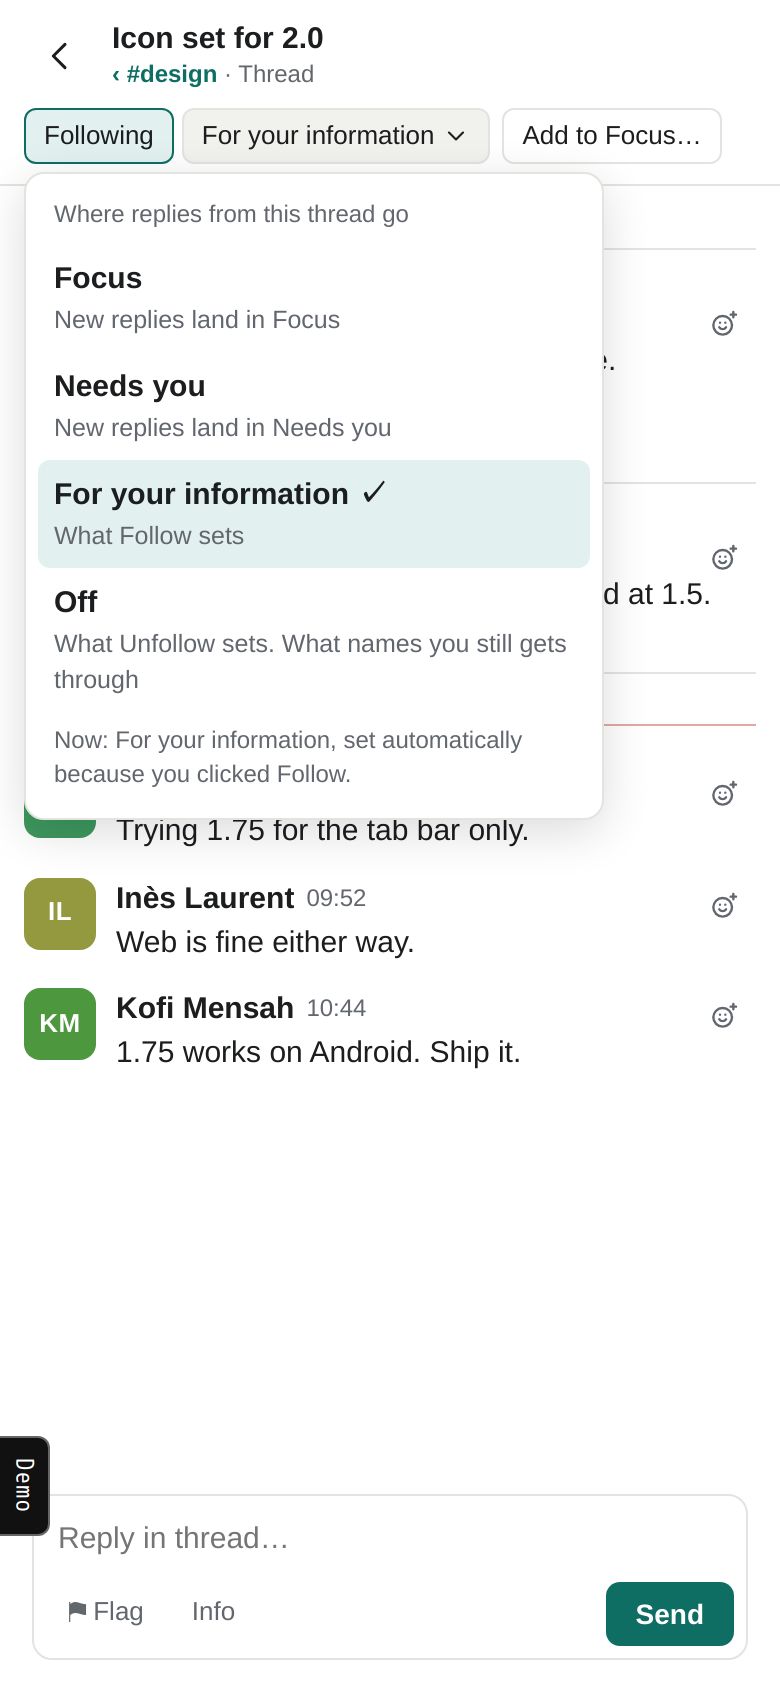 Icon set for 2.0
‹ #design · Thread
Following
For your information
Add to Focus…
Where replies from this thread go
Focus
New replies land in Focus
Needs you
New replies land in Needs you
For your information ✓
What Follow sets
Off
What Unfollow sets. What names you still gets
through
Now: For your information, set automatically
because you clicked Follow.
d at 1.5.
Trying 1.75 for the tab bar only.
IL
Inès Laurent 09:52
Web is fine either way.
KM
Kofi Mensah 10:44
1.75 works on Android. Ship it.
Demo
Reply in thread…
Flag
Info
Send